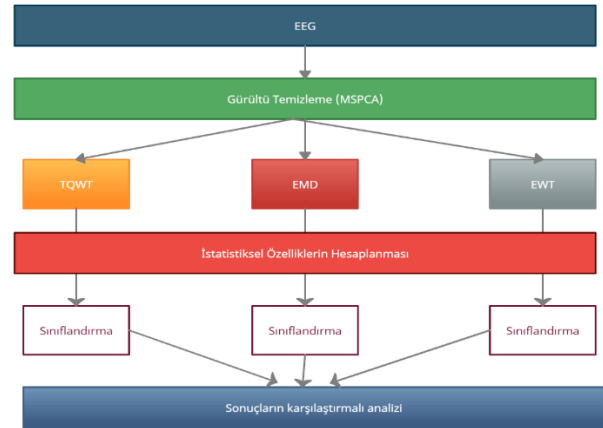 EEG
Gürültü Temizleme (MSPCA)
TQWT
EMD
EWT
İstatistiksel Özelliklerin Hesaplanması
Sınıflandırma
Sınıflandırma
Sınıflandırma
Sonuçların karşılaştırmalı analizi